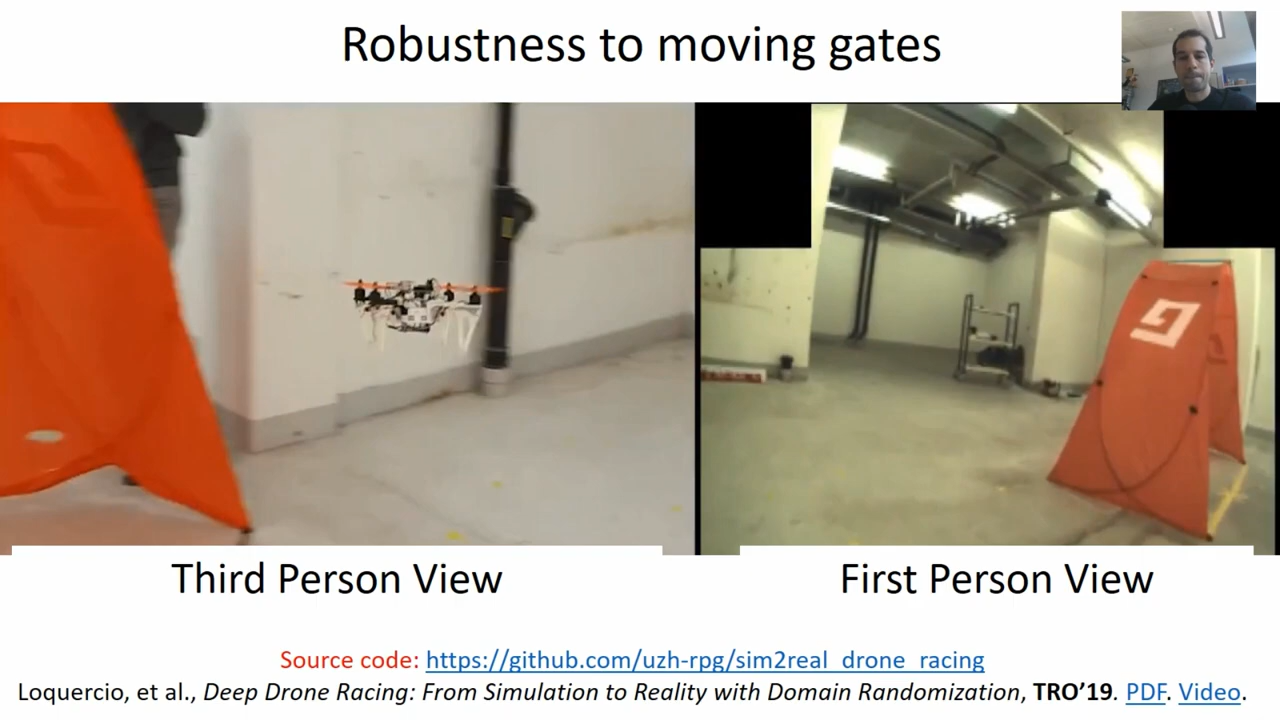 Robustness to moving gates
Third Person View
First Person View
Source code: https://github.com/uzh-rpg/sim2real_drone_racing
Loquercio, et al., Deep Drone Racing: From Simulation to Reality with Domain Randomization, TRO’19. PDF. Video.